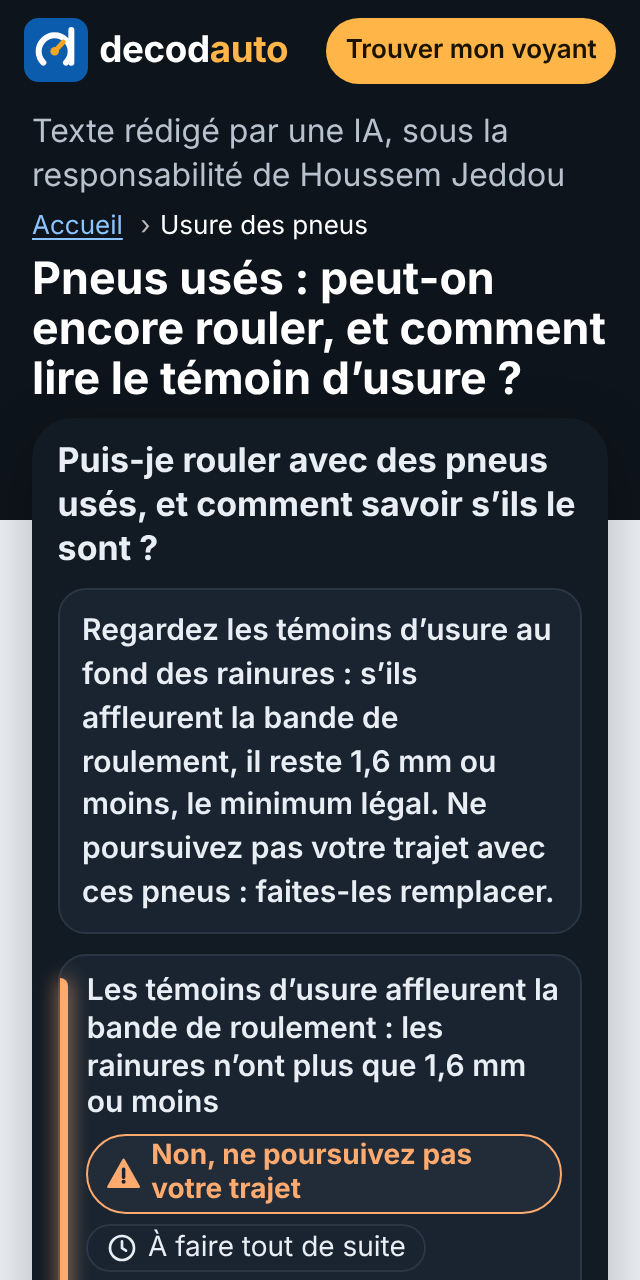 decodauto
Trouver mon voyant
Texte rédigé par une IA, sous la
responsabilité de Houssem Jeddou
Accueil › Usure des pneus
Pneus usés : peut-on
encore rouler, et comment
lire le témoin d’usure ?
Puis-je rouler avec des pneus
usés, et comment savoir s’ils le
sont ?
Regardez les témoins d’usure au
fond des rainures : s’ils
affleurent la bande de
roulement, il reste 1,6 mm ou
moins, le minimum légal. Ne
poursuivez pas votre trajet avec
ces pneus : faites-les remplacer.
Les témoins d’usure affleurent la
bande de roulement : les
rainures n’ont plus que 1,6 mm
ou moins
Non, ne poursuivez pas
votre trajet
À faire tout de suite